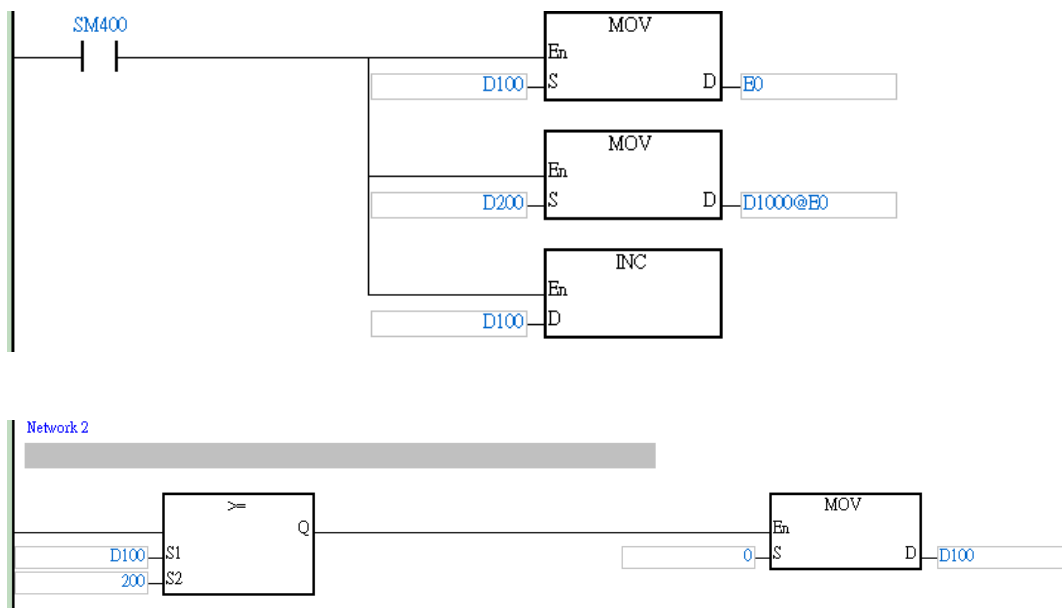 SM400
MOV
En
D100 S D E0
MOV
En
D200 S D D1000@E0
INC
En
D100 D
Network 2
>=
Q
D100 S1
200 S2
MOV
En
0 S D D100